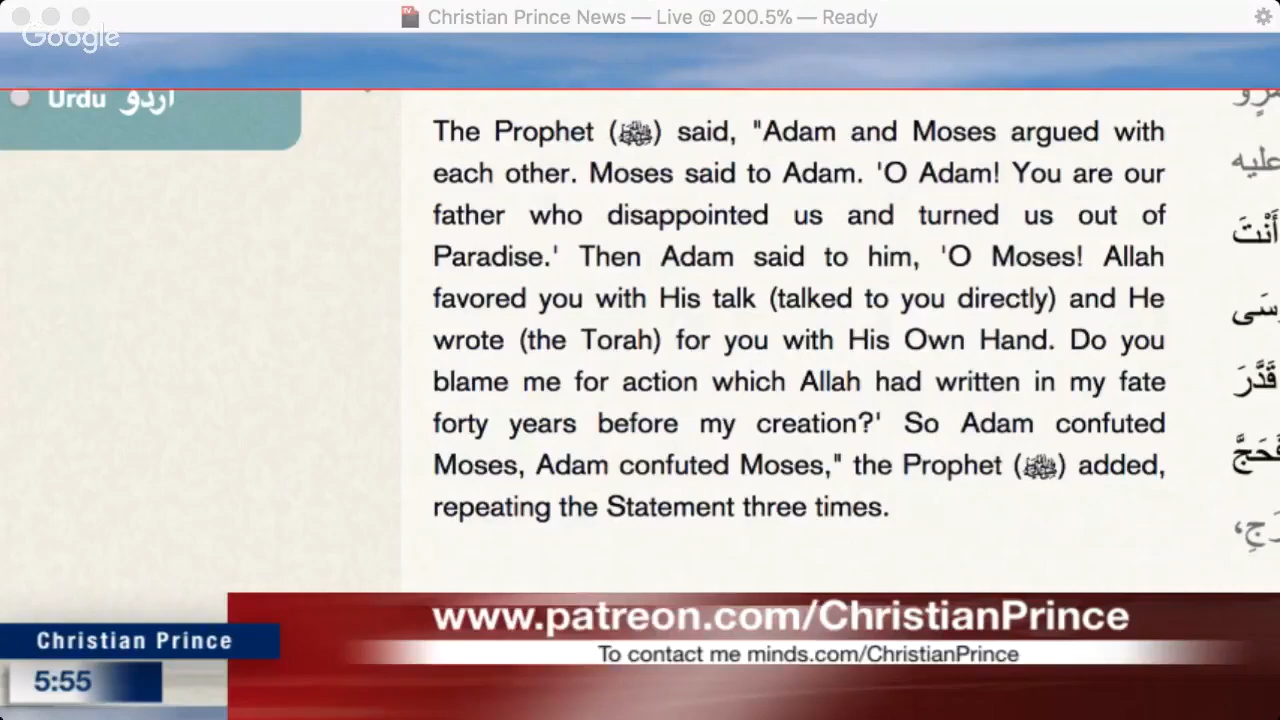 Christian Prince News — Live @ 200.5% — Ready
Google
Urdu اردو
The Prophet (ﷺ) said, "Adam and Moses argued with
each other. Moses said to Adam. 'O Adam! You are our
father who disappointed us and turned us out of
Paradise.' Then Adam said to him, 'O Moses! Allah
favored you with His talk (talked to you directly) and He
wrote (the Torah) for you with His Own Hand. Do you
blame me for action which Allah had written in my fate
forty years before my creation?' So Adam confuted
Moses, Adam confuted Moses," the Prophet (ﷺ) added,
repeating the Statement three times.
عليه
أَنْتَ
قَدَّرَ
www.patreon.com/ChristianPrince
Christian Prince
To contact me minds.com/ChristianPrince
5:55